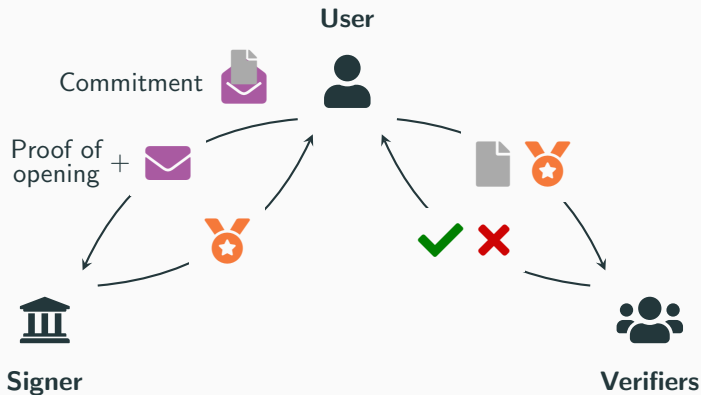 User
Commitment
Proof of
opening +
Signer
Verifiers